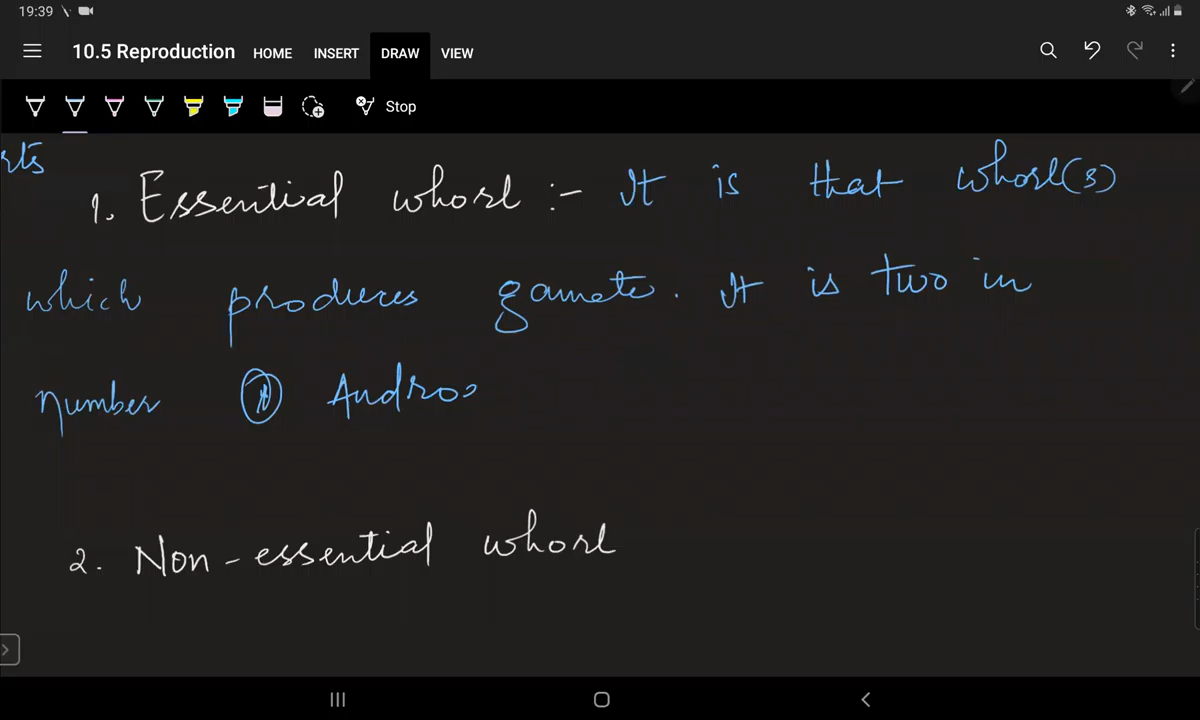 19:39
10.5 Reproduction HOME INSERT DRAW VIEW
Stop
rts
1. Essential whorl :- It is that whorl(s)
which produces gamete. It is two in
number Andro
2. Non-essential whorl